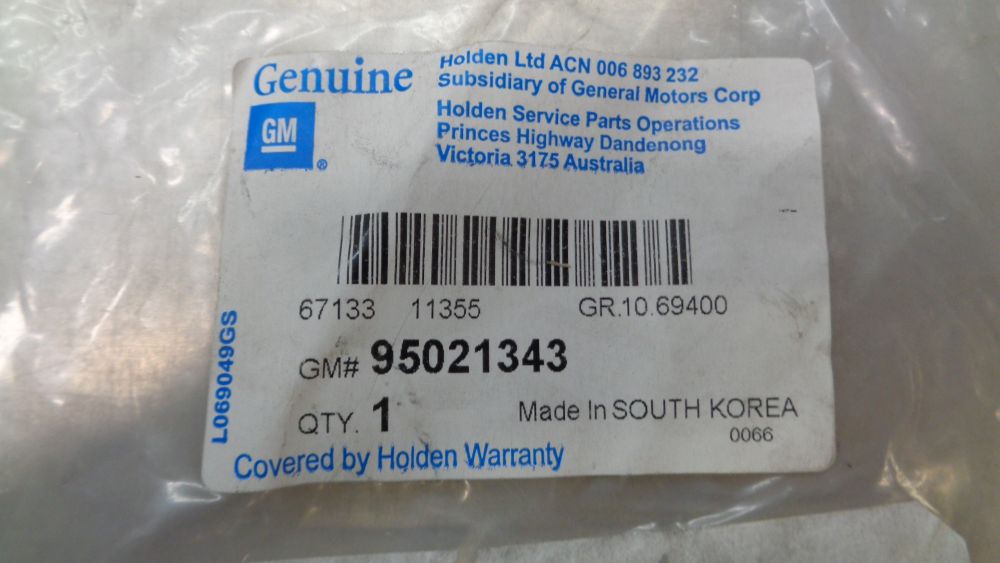 Genuine
GM
®
Holden Ltd ACN 006 893 232
Subsidiary of General Motors Corp
Holden Service Parts Operations
Princes Highway Dandenong
Victoria 3175 Australia
67133 11355 GR.10.69400
GM# 95021343
QTY. 1 Made In SOUTH KOREA
0066
Covered by Holden Warranty
L069049GS